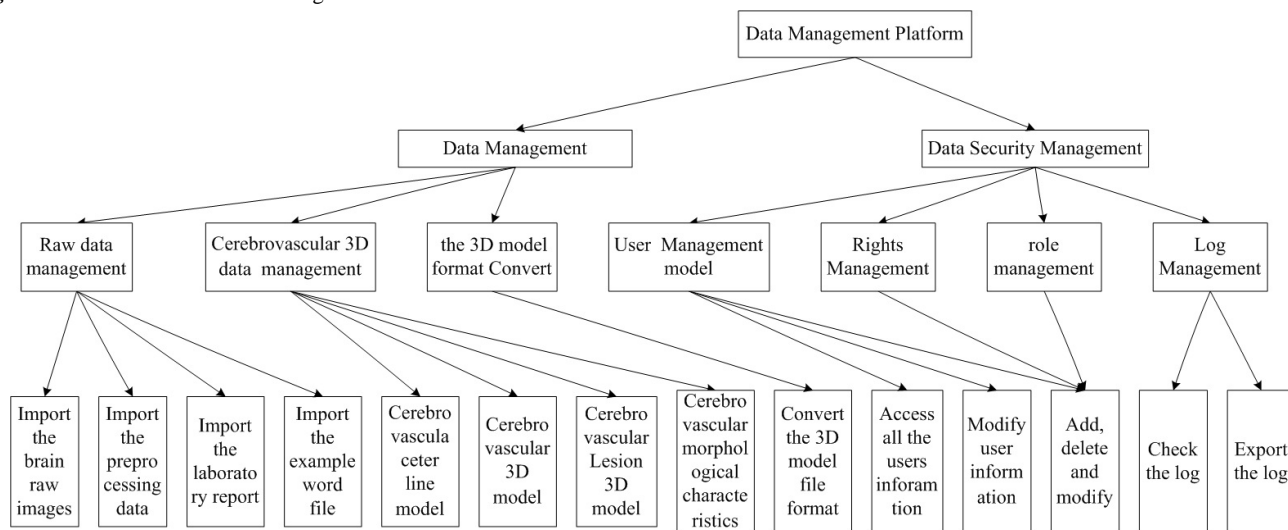 Data Management Platform
Data Management
Data Security Management
Raw data
management
Cerebrovascular 3D
data management
the 3D model
format Convert
User Management
model
Rights
Management
role
management
Log
Management
Import
the
brain
raw
images
Import
the
prepro
cessing
data
Import
the
laborato
ry report
Import
the
example
word
file
Cerebro
vascula
ceter
line
model
Cerebro
vascular
3D
model
Cerebro
vascular
Lesion
3D
model
Cerebro
vascular
morphol
ogical
characte
ristics
Convert
the 3D
model
file
format
Access
all the
users
inforam
tion
Modify
user
inform
ation
Add,
delete
and
modify
Check
the log
Export
the log